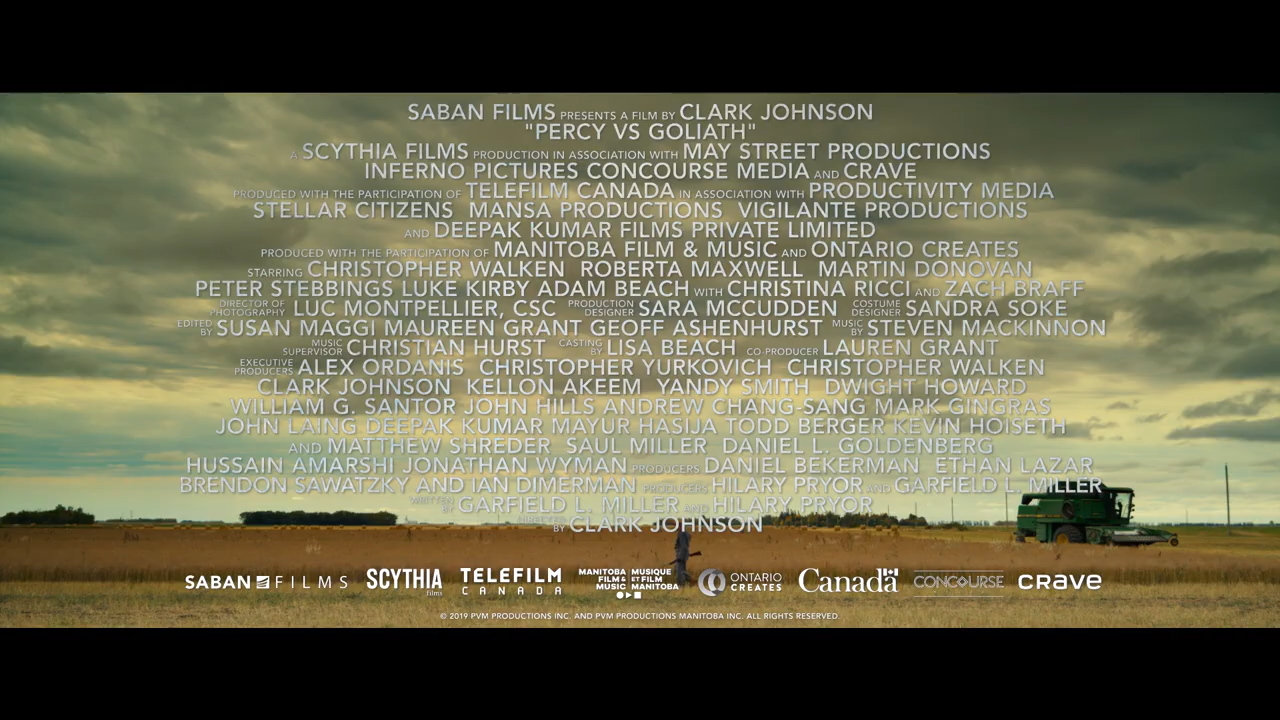 SABAN FILMS PRESENTS A FILM BY CLARK JOHNSON
"PERCY VS GOLIATH"
A SCYTHIA FILMS PRODUCTION IN ASSOCIATION WITH MAY STREET PRODUCTIONS
INFERNO PICTURES CONCOURSE MEDIA AND CRAVE
PRODUCED WITH THE PARTICIPATION OF TELEFILM CANADA IN ASSOCIATION WITH PRODUCTIVITY MEDIA
STELLAR CITIZENS MANSA PRODUCTIONS VIGILANTE PRODUCTIONS
AND DEEPAK KUMAR FILMS PRIVATE LIMITED
PRODUCED WITH THE PARTICIPATION OF MANITOBA FILM & MUSIC AND ONTARIO CREATES
STARRING CHRISTOPHER WALKEN ROBERTA MAXWELL MARTIN DONOVAN
PETER STEBBINGS LUKE KIRBY ADAM BEACH WITH CHRISTINA RICCI AND ZACH BRAFF
DIRECTOR OF PHOTOGRAPHY LUC MONTPELLIER, CSC PRODUCTION DESIGNER SARA MCCUDDEN COSTUME DESIGNER SANDRA SOKE
EDITED BY SUSAN MAGGI MAUREEN GRANT GEOFF ASHENHURST MUSIC BY STEVEN MACKINNON
MUSIC SUPERVISOR CHRISTIAN HURST CASTING BY LISA BEACH CO-PRODUCER LAUREN GRANT
EXECUTIVE PRODUCERS ALEX ORDANIS CHRISTOPHER YURKOVICH CHRISTOPHER WALKEN
CLARK JOHNSON KELLON AKEEM YANDY SMITH DWIGHT HOWARD
WILLIAM G. SANTOR JOHN HILLS ANDREW CHANG-SANG MARK GINGRAS
JOHN LAING DEEPAK KUMAR MAYUR HASIJA TODD BERGER KEVIN HOISETH
AND MATTHEW SHREDER SAUL MILLER DANIEL L. GOLDENBERG
HUSSAIN AMARSHI JONATHAN WYMAN PRODUCERS DANIEL BEKERMAN ETHAN LAZAR
BRENDON SAWATZKY AND IAN DIMERMAN PRODUCERS HILARY PRYOR AND GARFIELD L. MILLER
WRITTEN BY GARFIELD L. MILLER AND HILARY PRYOR
DIRECTED BY CLARK JOHNSON
SABAN FILMS SCYTHIA films TELEFILM CANADA MANITOBA FILM & MUSIC MUSIQUE ET FILM MANITOBA ONTARIO CREATES Canada CONCOURSE CRAVE
© 2019 PVM PRODUCTIONS INC. AND PVM PRODUCTIONS MANITOBA INC. ALL RIGHTS RESERVED.